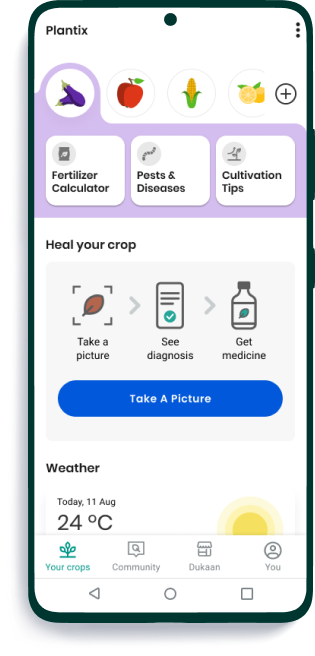 Plantix
Fertilizer
Calculator
Pests &
Diseases
Cultivation
Tips
Heal your crop
Take a
picture
See
diagnosis
Get
medicine
Take A Picture
Weather
Today, 11 Aug
24 ºC
Your crops
Community
Dukaan
You